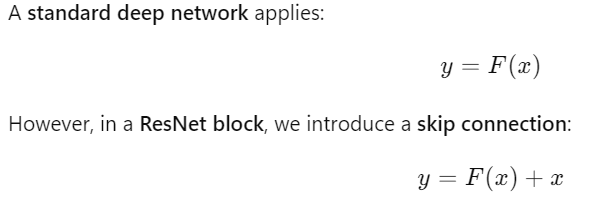 A standard deep network applies:
y = F(x)
However, in a ResNet block, we introduce a skip connection:
y = F(x) + x